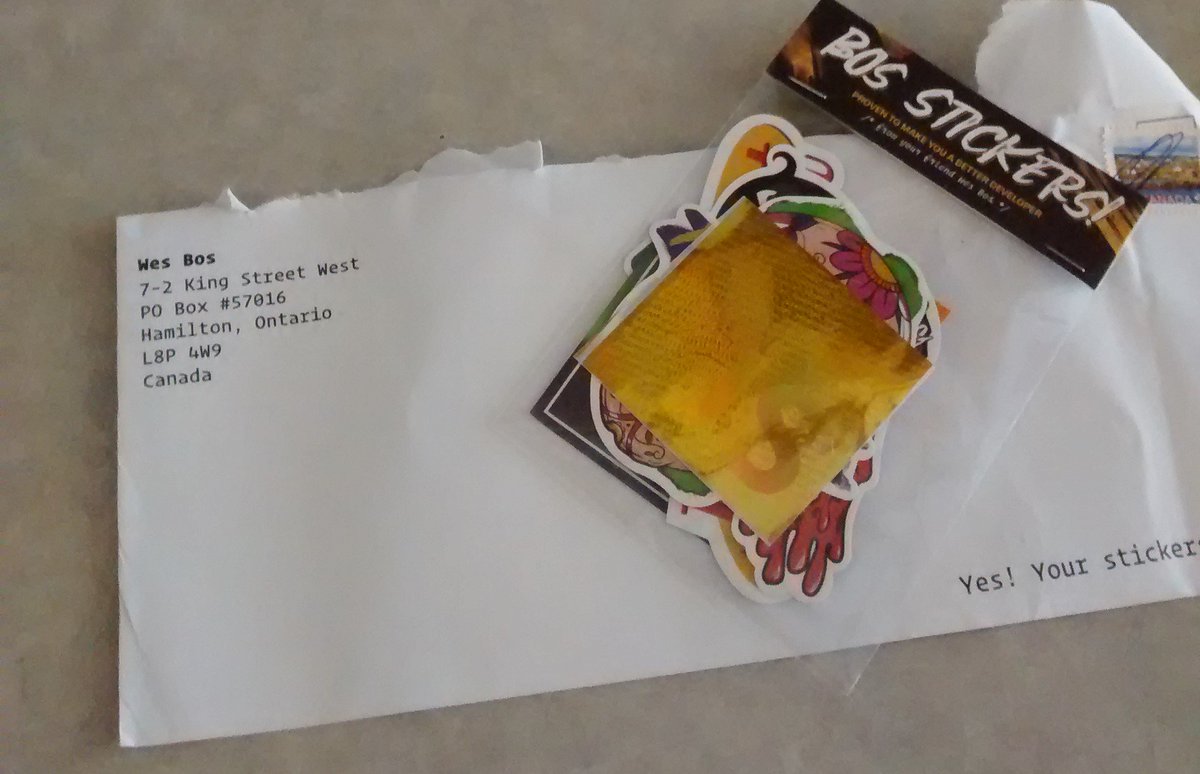 BOS STICKERS!
PROVEN TO MAKE YOU A BETTER DEVELOPER
/* from your friend Wes Bos */
Wes Bos
7-2 King Street West
PO Box #57016
Hamilton, Ontario
L8P 4W9
Canada
Yes! Your stickers